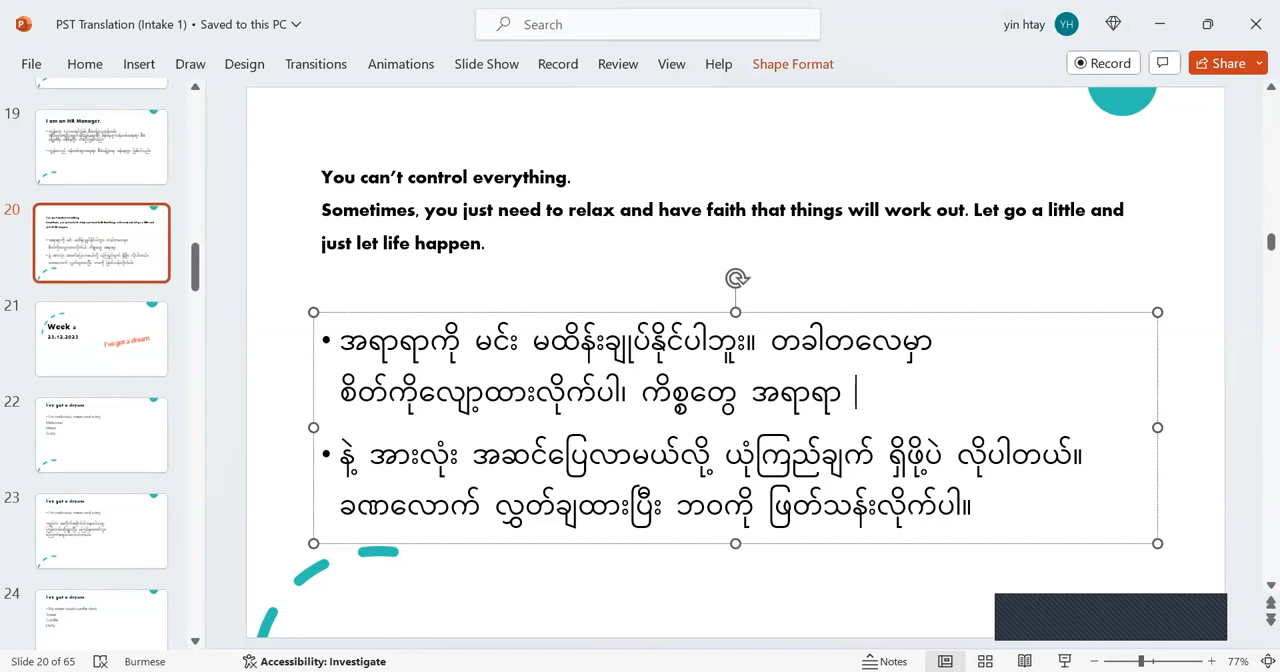 PST Translation (Intake 1) • Saved to this PC
Search
yin htay
YH
File
Home
Insert
Draw
Design
Transitions
Animations
Slide Show
Record
Review
View
Help
Shape Format
Record
Share
19
I am an HR Manager.
20
21
Week 4
23.12.2023
I've got a dream
22
I've got a dream
23
I've got a dream
24
I've got a dream
You can't control everything.
Sometimes, you just need to relax and have faith that things will work out. Let go a little and
just let life happen.
• အရာရာကို မင်း မထိန်းချုပ်နိုင်ပါဘူး။ တခါတလေမှာ
စိတ်ကိုလျော့ထားလိုက်ပါ၊ ကိစ္စတွေ အရာရာ
• နဲ့ အားလုံး အဆင်ပြေလာမယ်လို့ ယုံကြည်ချက် ရှိဖို့ပဲ လိုပါတယ်။
ခဏလောက် လွှတ်ချထားပြီး ဘဝကို ဖြတ်သန်းလိုက်ပါ။
Slide 20 of 65
Burmese
Accessibility: Investigate
Notes
77%